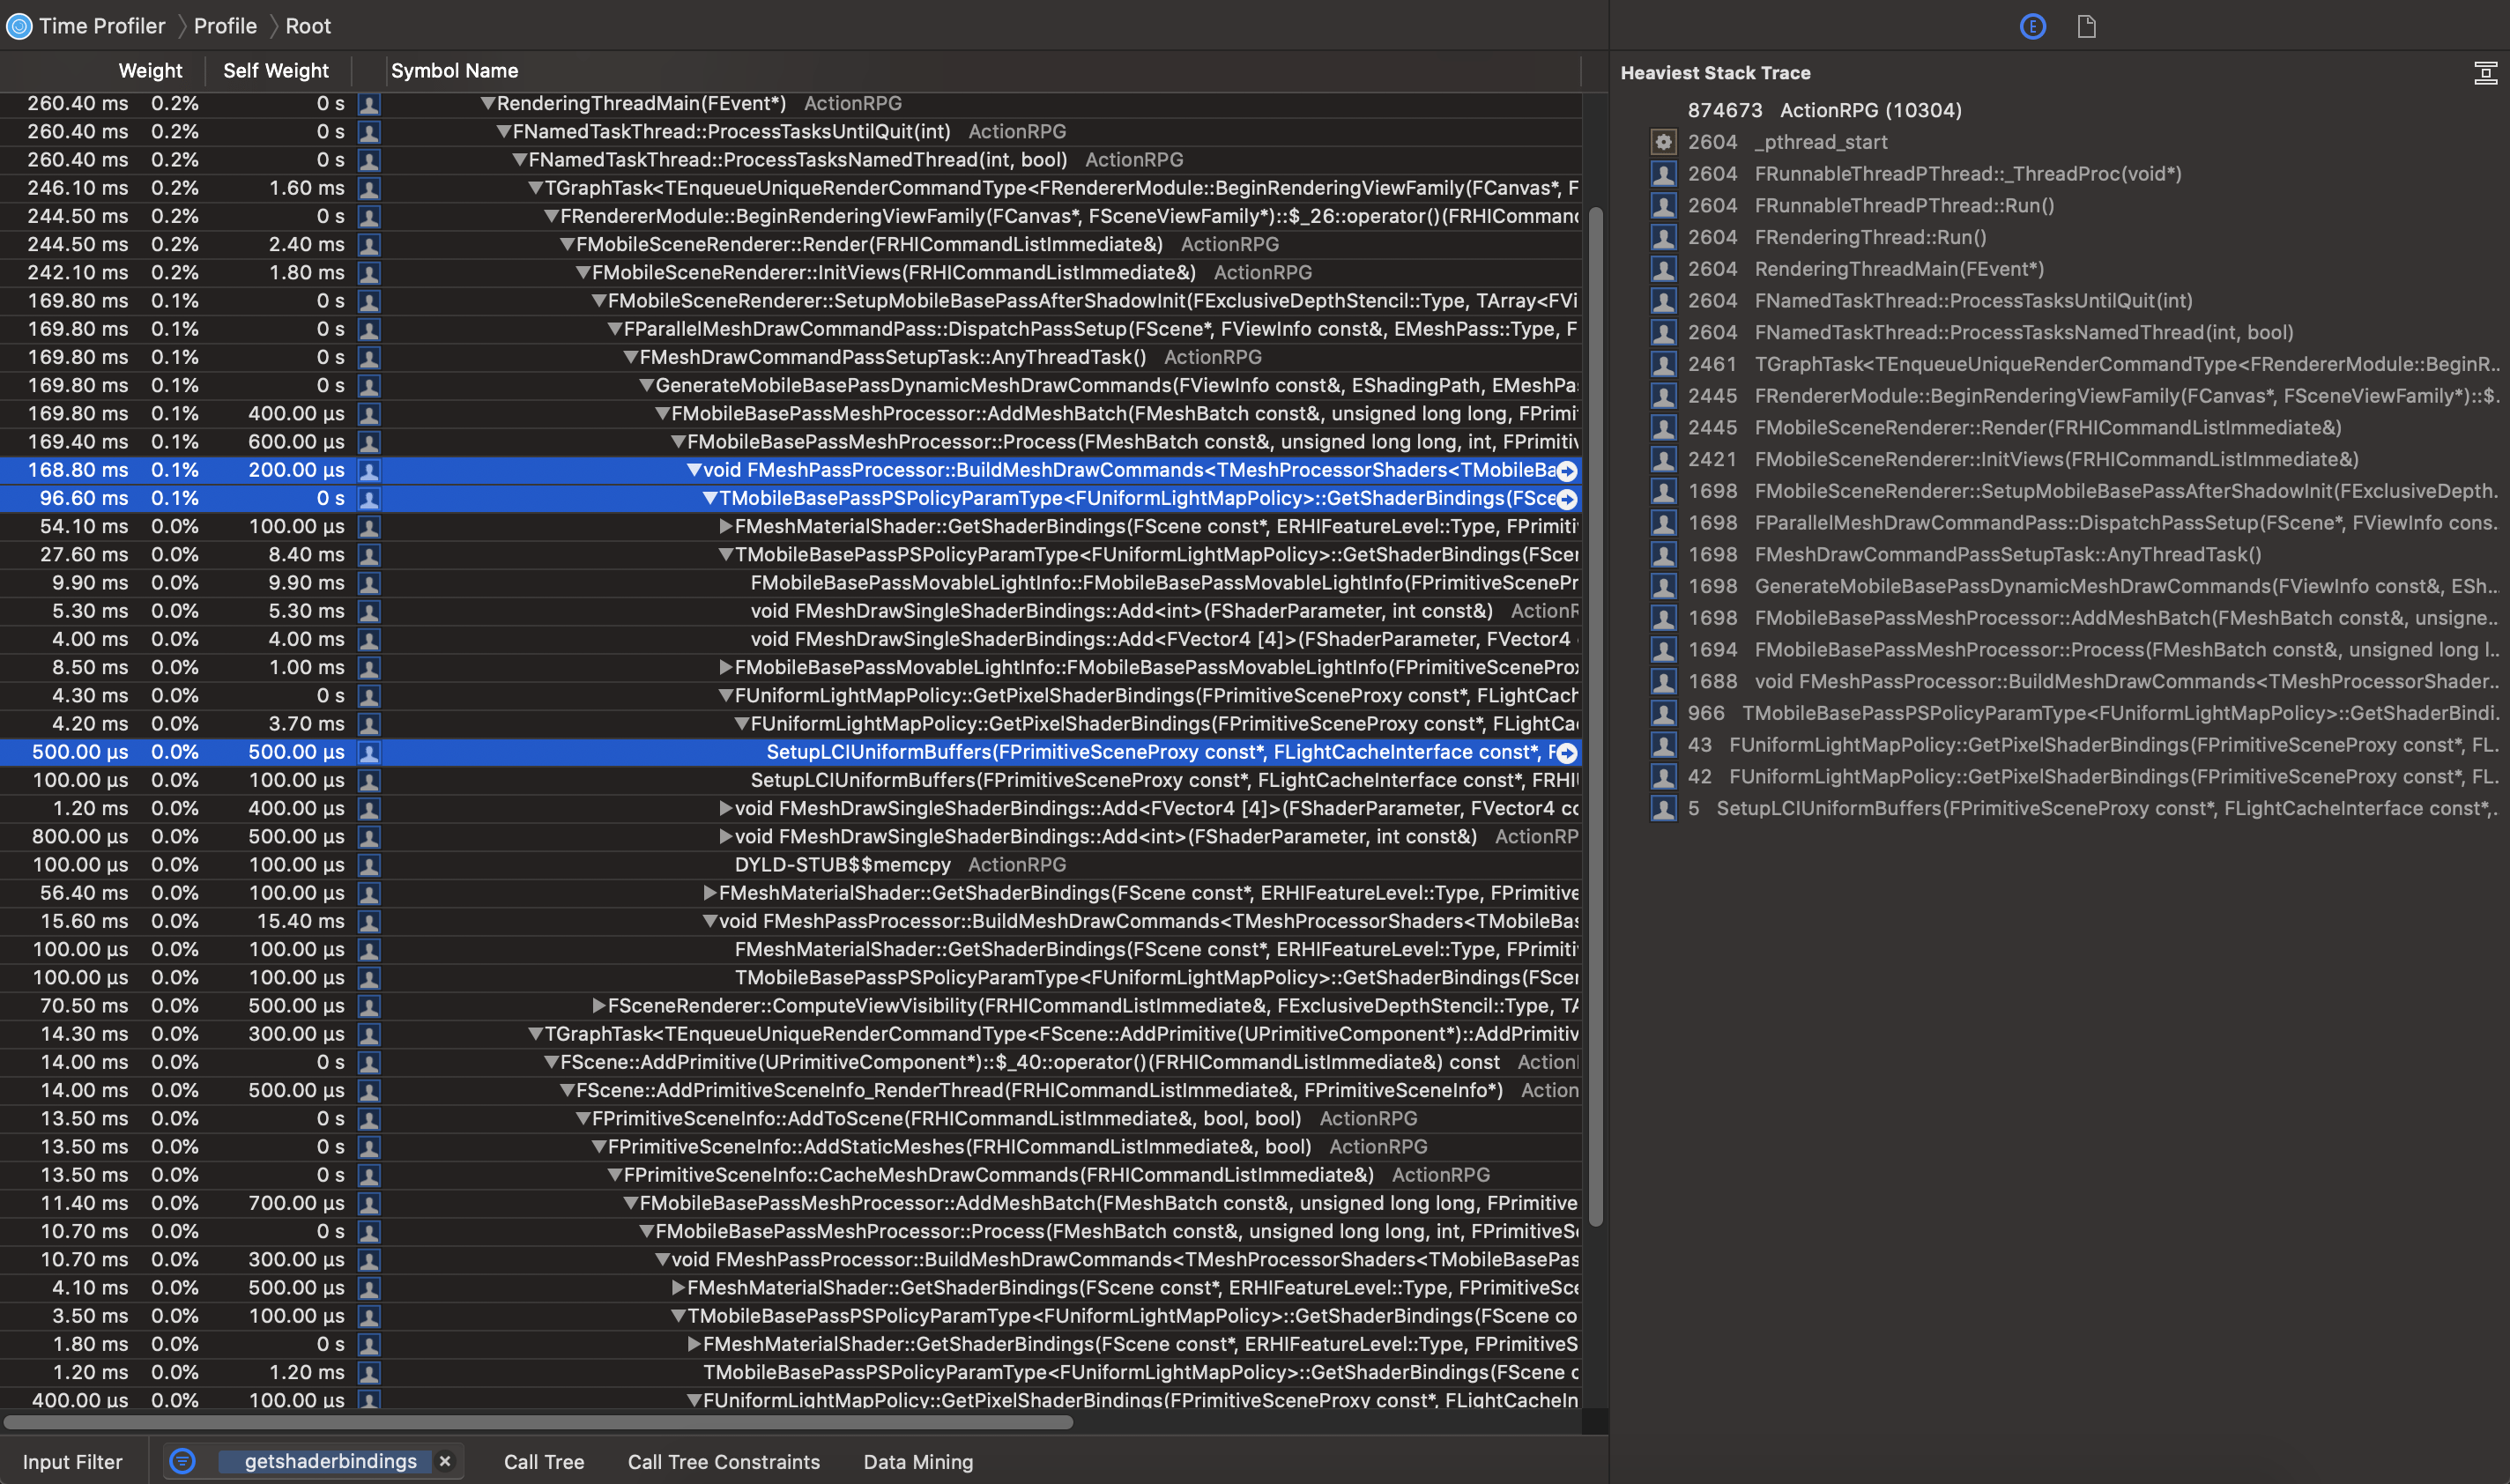 Time Profiler Profile Root
Weight Self Weight Symbol Name
260.40 ms 0.2% 0 s RenderingThreadMain(FEvent*) ActionRPG
260.40 ms 0.2% 0 s FNamedTaskThread::ProcessTasksUntilQuit(int) ActionRPG
260.40 ms 0.2% 0 s FNamedTaskThread::ProcessTasksNamedThread(int, bool) ActionRPG
246.10 ms 0.2% 1.60 ms TGraphTask<TEnqueueUniqueRenderCommandType<FRendererModule::BeginRenderingViewFamily(FCanvas*, F
244.50 ms 0.2% 0 s FRendererModule::BeginRenderingViewFamily(FCanvas*, FSceneViewFamily*)::$_26::operator()(FRHICommand
244.50 ms 0.2% 2.40 ms FMobileSceneRenderer::Render(FRHICommandListImmediate&) ActionRPG
242.10 ms 0.2% 1.80 ms FMobileSceneRenderer::InitViews(FRHICommandListImmediate&) ActionRPG
169.80 ms 0.1% 0 s FMobileSceneRenderer::SetupMobileBasePassAfterShadowInit(FExclusiveDepthStencil::Type, TArray<FVi
169.80 ms 0.1% 0 s FParallelMeshDrawCommandPass::DispatchPassSetup(FScene*, FViewInfo const&, EMeshPass::Type, F
169.80 ms 0.1% 0 s FMeshDrawCommandPassSetupTask::AnyThreadTask() ActionRPG
169.80 ms 0.1% 0 s GenerateMobileBasePassDynamicMeshDrawCommands(FViewInfo const&, EShadingPath, EMeshPa
169.80 ms 0.1% 400.00 µs FMobileBasePassMeshProcessor::AddMeshBatch(FMeshBatch const&, unsigned long long, FPrimi
169.40 ms 0.1% 600.00 µs FMobileBasePassMeshProcessor::Process(FMeshBatch const&, unsigned long long, int, FPrimitiv
168.80 ms 0.1% 200.00 µs void FMeshPassProcessor::BuildMeshDrawCommands<TMeshProcessorShaders<TMobileBa
96.60 ms 0.1% 0 s TMobileBasePassPSPolicyParamType<FUniformLightMapPolicy>::GetShaderBindings(FSce
54.10 ms 0.0% 100.00 µs FMeshMaterialShader::GetShaderBindings(FScene const*, ERHIFeatureLevel::Type, FPrimiti
27.60 ms 0.0% 8.40 ms TMobileBasePassPSPolicyParamType<FUniformLightMapPolicy>::GetShaderBindings(FScer
9.90 ms 0.0% 9.90 ms FMobileBasePassMovableLightInfo::FMobileBasePassMovableLightInfo(FPrimitiveScenePr
5.30 ms 0.0% 5.30 ms void FMeshDrawSingleShaderBindings::Add<int>(FShaderParameter, int const&) ActionR
4.00 ms 0.0% 4.00 ms void FMeshDrawSingleShaderBindings::Add<FVector4 [4]>(FShaderParameter, FVector4
8.50 ms 0.0% 1.00 ms FMobileBasePassMovableLightInfo::FMobileBasePassMovableLightInfo(FPrimitiveSceneProx
4.30 ms 0.0% 0 s FUniformLightMapPolicy::GetPixelShaderBindings(FPrimitiveSceneProxy const*, FLightCach
4.20 ms 0.0% 3.70 ms FUniformLightMapPolicy::GetPixelShaderBindings(FPrimitiveSceneProxy const*, FLightCa
500.00 µs 0.0% 500.00 µs SetupLCIUniformBuffers(FPrimitiveSceneProxy const*, FLightCacheInterface const*, F
100.00 µs 0.0% 100.00 µs SetupLCIUniformBuffers(FPrimitiveSceneProxy const*, FLightCacheInterface const*, FRHI
1.20 ms 0.0% 400.00 µs void FMeshDrawSingleShaderBindings::Add<FVector4 [4]>(FShaderParameter, FVector4 co
800.00 µs 0.0% 500.00 µs void FMeshDrawSingleShaderBindings::Add<int>(FShaderParameter, int const&) ActionRP
100.00 µs 0.0% 100.00 µs DYLD-STUB$$memcpy ActionRPG
56.40 ms 0.0% 100.00 µs FMeshMaterialShader::GetShaderBindings(FScene const*, ERHIFeatureLevel::Type, FPrimitive
15.60 ms 0.0% 15.40 ms void FMeshPassProcessor::BuildMeshDrawCommands<TMeshProcessorShaders<TMobileBas
100.00 µs 0.0% 100.00 µs FMeshMaterialShader::GetShaderBindings(FScene const*, ERHIFeatureLevel::Type, FPrimiti
100.00 µs 0.0% 100.00 µs TMobileBasePassPSPolicyParamType<FUniformLightMapPolicy>::GetShaderBindings(FScer
70.50 ms 0.0% 500.00 µs FSceneRenderer::ComputeViewVisibility(FRHICommandListImmediate&, FExclusiveDepthStencil::Type, TA
14.30 ms 0.0% 300.00 µs TGraphTask<TEnqueueUniqueRenderCommandType<FScene::AddPrimitive(UPrimitiveComponent*)::AddPrimitiv
14.00 ms 0.0% 0 s FScene::AddPrimitive(UPrimitiveComponent*)::$_40::operator()(FRHICommandListImmediate&) const Action
14.00 ms 0.0% 500.00 µs FScene::AddPrimitiveSceneInfo_RenderThread(FRHICommandListImmediate&, FPrimitiveSceneInfo*) Action
13.50 ms 0.0% 0 s FPrimitiveSceneInfo::AddToScene(FRHICommandListImmediate&, bool, bool) ActionRPG
13.50 ms 0.0% 0 s FPrimitiveSceneInfo::AddStaticMeshes(FRHICommandListImmediate&, bool) ActionRPG
13.50 ms 0.0% 0 s FPrimitiveSceneInfo::CacheMeshDrawCommands(FRHICommandListImmediate&) ActionRPG
11.40 ms 0.0% 700.00 µs FMobileBasePassMeshProcessor::AddMeshBatch(FMeshBatch const&, unsigned long long, FPrimitive
10.70 ms 0.0% 0 s FMobileBasePassMeshProcessor::Process(FMeshBatch const&, unsigned long long, int, FPrimitiveS
10.70 ms 0.0% 300.00 µs void FMeshPassProcessor::BuildMeshDrawCommands<TMeshProcessorShaders<TMobileBasePas
4.10 ms 0.0% 500.00 µs FMeshMaterialShader::GetShaderBindings(FScene const*, ERHIFeatureLevel::Type, FPrimitiveSce
3.50 ms 0.0% 100.00 µs TMobileBasePassPSPolicyParamType<FUniformLightMapPolicy>::GetShaderBindings(FScene co
1.80 ms 0.0% 0 s FMeshMaterialShader::GetShaderBindings(FScene const*, ERHIFeatureLevel::Type, FPrimitiveS
1.20 ms 0.0% 1.20 ms TMobileBasePassPSPolicyParamType<FUniformLightMapPolicy>::GetShaderBindings(FScene c
400.00 µs 0.0% 100.00 µs FUniformLightMapPolicy::GetPixelShaderBindings(FPrimitiveSceneProxy const*, FLightCacheIn
Input Filter getshaderbindings Call Tree Call Tree Constraints Data Mining
E
Heaviest Stack Trace
874673 ActionRPG (10304)
2604 _pthread_start
2604 FRunnableThreadPThread::_ThreadProc(void*)
2604 FRunnableThreadPThread::Run()
2604 FRenderingThread::Run()
2604 RenderingThreadMain(FEvent*)
2604 FNamedTaskThread::ProcessTasksUntilQuit(int)
2604 FNamedTaskThread::ProcessTasksNamedThread(int, bool)
2461 TGraphTask<TEnqueueUniqueRenderCommandType<FRendererModule::BeginR...
2445 FRendererModule::BeginRenderingViewFamily(FCanvas*, FSceneViewFamily*)::$...
2445 FMobileSceneRenderer::Render(FRHICommandListImmediate&)
2421 FMobileSceneRenderer::InitViews(FRHICommandListImmediate&)
1698 FMobileSceneRenderer::SetupMobileBasePassAfterShadowInit(FExclusiveDepth...
1698 FParallelMeshDrawCommandPass::DispatchPassSetup(FScene*, FViewInfo cons...
1698 FMeshDrawCommandPassSetupTask::AnyThreadTask()
1698 GenerateMobileBasePassDynamicMeshDrawCommands(FViewInfo const&, ESh...
1698 FMobileBasePassMeshProcessor::AddMeshBatch(FMeshBatch const&, unsigne...
1694 FMobileBasePassMeshProcessor::Process(FMeshBatch const&, unsigned long l...
1688 void FMeshPassProcessor::BuildMeshDrawCommands<TMeshProcessorShader...
966 TMobileBasePassPSPolicyParamType<FUniformLightMapPolicy>::GetShaderBindi...
43 FUniformLightMapPolicy::GetPixelShaderBindings(FPrimitiveSceneProxy const*, FL...
42 FUniformLightMapPolicy::GetPixelShaderBindings(FPrimitiveSceneProxy const*, FL...
5 SetupLCIUniformBuffers(FPrimitiveSceneProxy const*, FLightCacheInterface const*,...